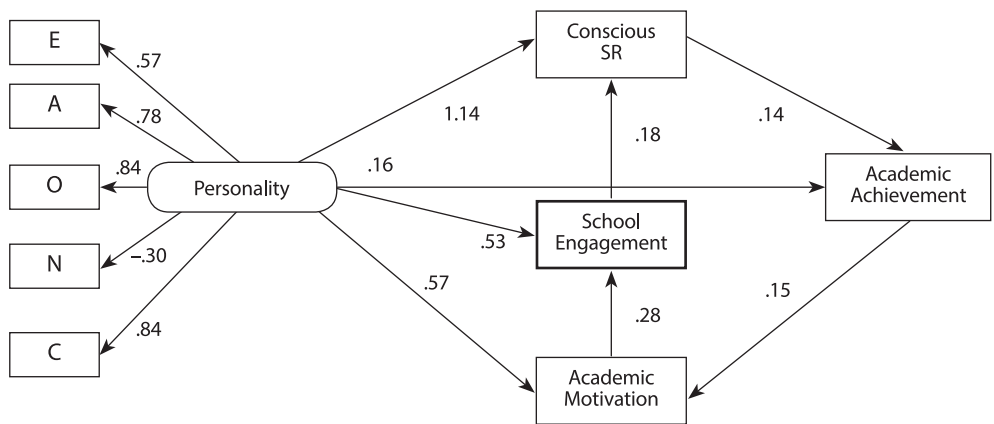 E
.57
A
.78
O
.84
Personality
N
–.30
C
.84
Conscious
SR
1.14
.14
.18
.16
Academic
Achievement
School
Engagement
.53
.57
.28
.15
Academic
Motivation